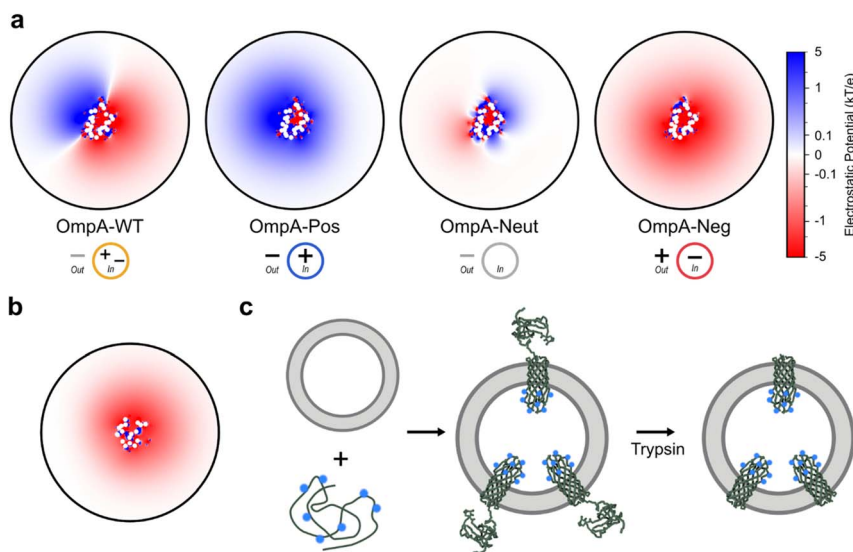 a
OmpA-WT
OmpA-Pos
OmpA-Neut
OmpA-Neg
− Out + − In
− Out + In
− Out In
+ Out − In
5
1
0.1
0
-0.1
-1
-5
Electrostatic Potential (kT/e)
b
c
+
Trypsin